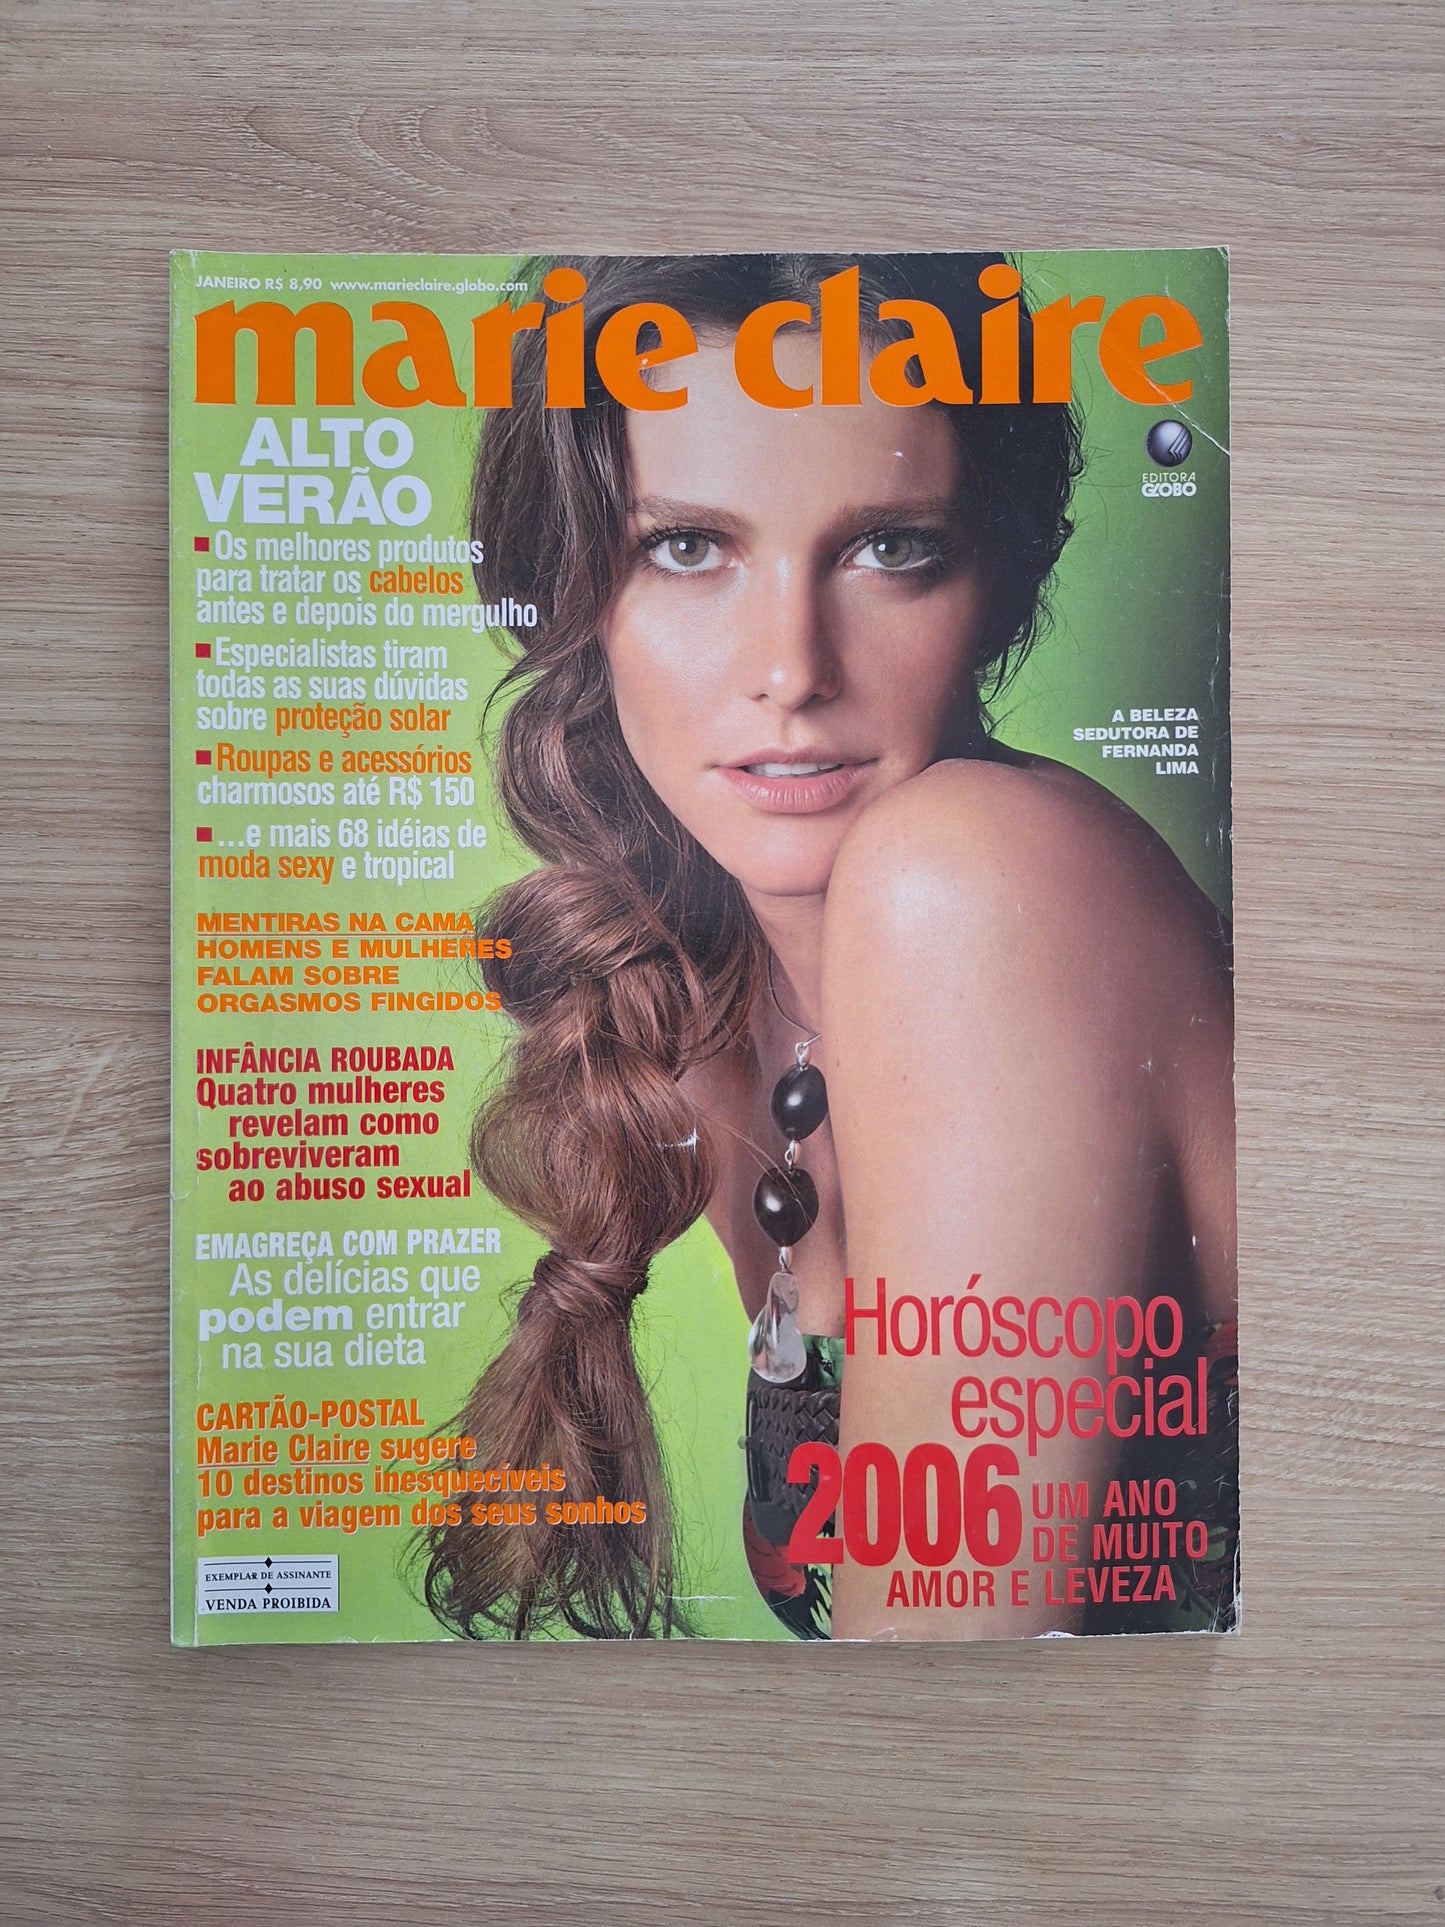 JANEIRO R$ 8,90 www.marieclaire.globo.com
marie claire
EDITORA
GLOBO
ALTO
VERÃO
Os melhores produtos
para tratar os cabelos
antes e depois do mergulho
Especialistas tiram
todas as suas dúvidas
sobre proteção solar
Roupas e acessórios
charmosos até R$ 150
...e mais 68 idéias de
moda sexy e tropical
A BELEZA
SEDUTORA DE
FERNANDA
LIMA
MENTIRAS NA CAMA
HOMENS E MULHERES
FALAM SOBRE
ORGASMOS FINGIDOS
INFÂNCIA ROUBADA
Quatro mulheres
revelam como
sobreviveram
ao abuso sexual
EMAGREÇA COM PRAZER
As delícias que
podem entrar
na sua dieta
CARTÃO-POSTAL
Marie Claire sugere
10 destinos inesquecíveis
para a viagem dos seus sonhos
Horóscopo
especial
2006 UM ANO
DE MUITO
AMOR E LEVEZA
EXEMPLAR DE ASSINANTE
VENDA PROIBIDA